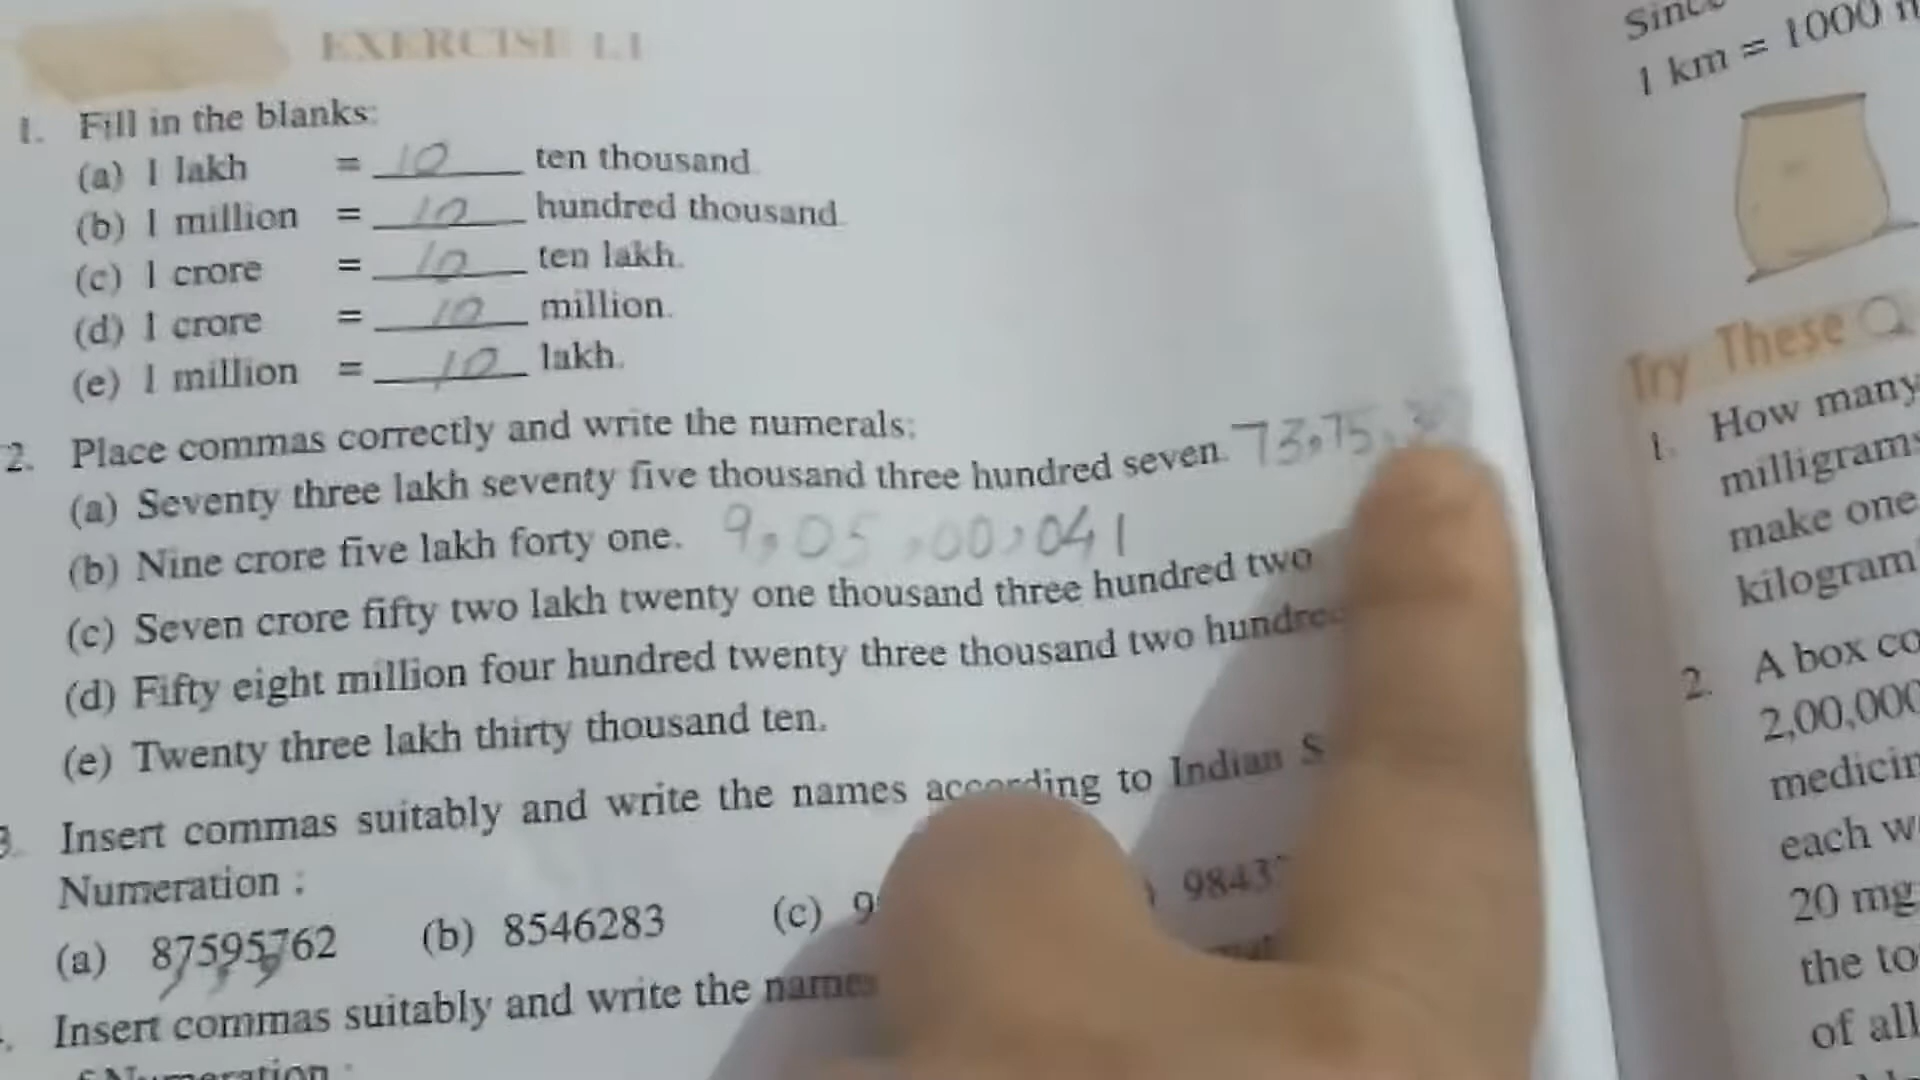 EXERCISE 1.1
1. Fill in the blanks:
(a) 1 lakh = 10 ten thousand.
(b) 1 million = 10 hundred thousand.
(c) 1 crore = 10 ten lakh.
(d) 1 crore = 10 million.
(e) 1 million = 10 lakh.
2. Place commas correctly and write the numerals:
(a) Seventy three lakh seventy five thousand three hundred seven. 73,75,
(b) Nine crore five lakh forty one. 9,05,00,041
(c) Seven crore fifty two lakh twenty one thousand three hundred two
(d) Fifty eight million four hundred twenty three thousand two hundre
(e) Twenty three lakh thirty thousand ten.
3. Insert commas suitably and write the names according to Indian S
Numeration :
(a) 87595762 (b) 8546283 (c) 9 9843
Insert commas suitably and write the names
Numeration :
Since
1 km = 1000
Try These
1. How many
milligrams
make one
kilogram
2. A box co
2,00,000
medicin
each w
20 mg
the to
of all